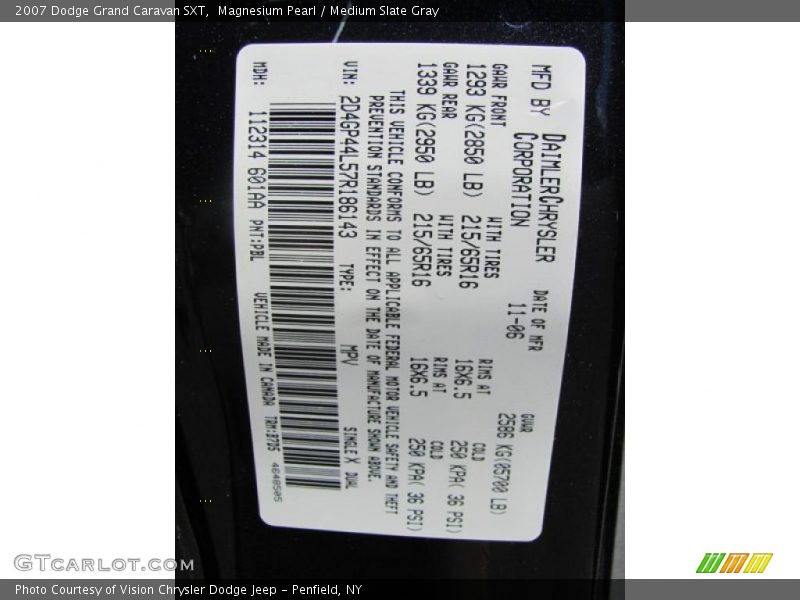 2007 Dodge Grand Caravan SXT,  Magnesium Pearl / Medium Slate Gray
MFD BY DAIMLERCHRYSLER CORPORATION
DATE OF MFR
11-06
GVWR
2586 KG(05700 LB)
GAWR FRONT WITH TIRES RIMS AT COLD
1293 KG(2850 LB) 215/65R16 16X6.5 250 KPA( 36 PSI)
GAWR REAR WITH TIRES RIMS AT COLD
1339 KG(2950 LB) 215/65R16 16X6.5 250 KPA( 36 PSI)
THIS VEHICLE CONFORMS TO ALL APPLICABLE FEDERAL MOTOR VEHICLE SAFETY AND THEFT
PREVENTION STANDARDS IN EFFECT ON THE DATE OF MANUFACTURE SHOWN ABOVE.
VIN: 2D4GP44L57R186143 TYPE: MPV SINGLE X DUAL
MDH: 112314 601AA PNT:PBL VEHICLE MADE IN CANADA TRM:B7D5 4648505
GTCarLot.com
Photo Courtesy of Vision Chrysler Dodge Jeep - Penfield, NY